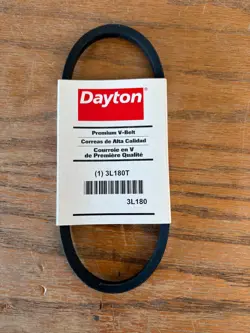 Dayton
Premium V-Belt
Correas de Alta Calidad
Courroie en V
de Première Qualité
(1) 3L180T
3L180